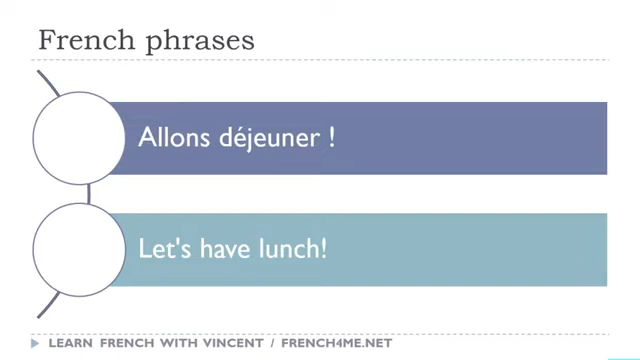 French phrases
Allons déjeuner !
Let's have lunch!
LEARN FRENCH WITH VINCENT / FRENCH4ME.NET